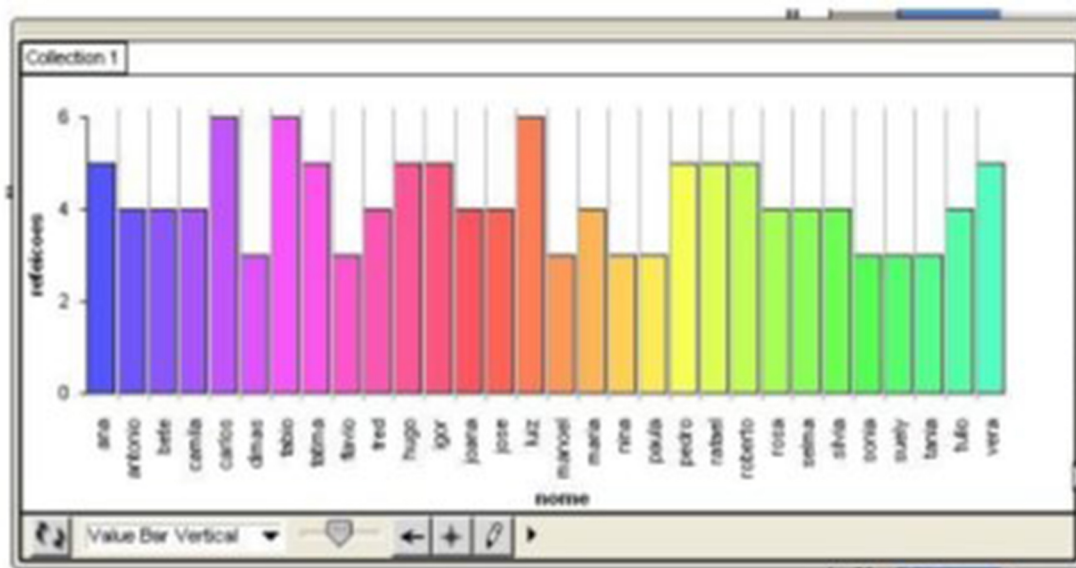 Collection 1
6
4
2
0
refeicoes
ana
antonio
bete
camila
carlos
dimas
fabio
fatima
flavio
fred
hugo
igor
joana
jose
luiz
manoel
maria
nina
paula
pedro
rafael
roberto
rosa
selma
silvia
sonia
suely
tania
tulio
vera
nome
Value Bar Vertical